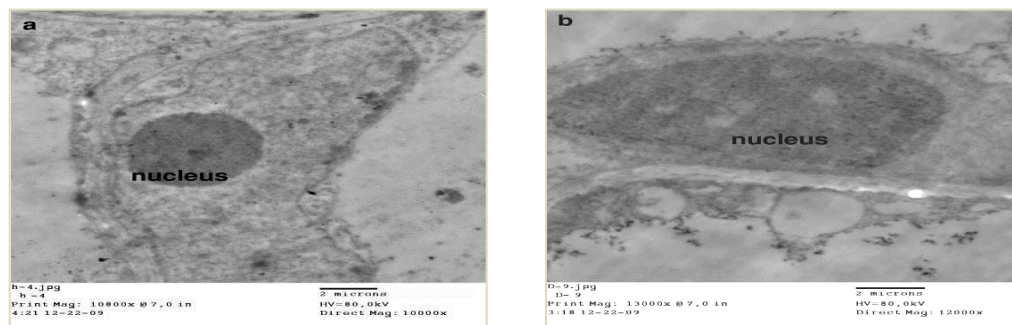 a
nucleus
h-4.jpg
h -4
Print Mag: 10800x @ 7,0 in
4:21 12-22-09
2 microns
HV=80,0kV
Direct Mag: 10000x
b
nucleus
D-9.jpg
D- 9
Print Mag: 13000x @ 7,0 in
3:18 12-22-09
2 microns
HV=80,0kV
Direct Mag: 12000x